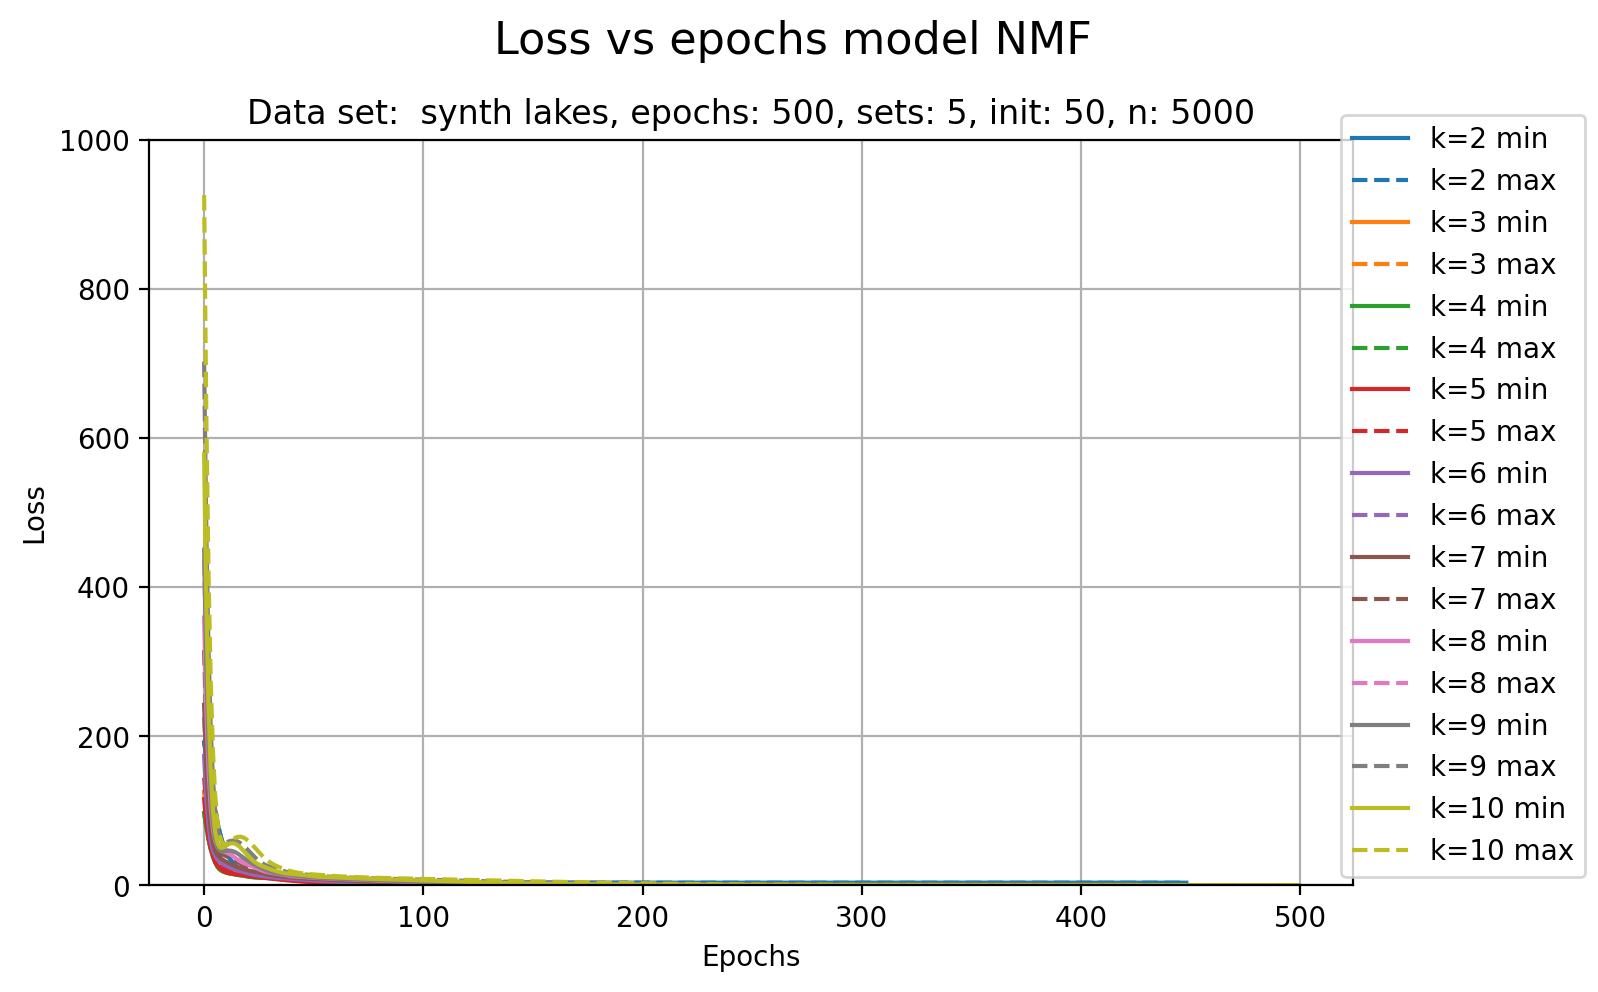 Loss vs epochs model NMF
Data set:  synth lakes, epochs: 500, sets: 5, init: 50, n: 5000
1000
800
600
400
200
0
Loss
0
100
200
300
400
500
Epochs
k=2 min
k=2 max
k=3 min
k=3 max
k=4 min
k=4 max
k=5 min
k=5 max
k=6 min
k=6 max
k=7 min
k=7 max
k=8 min
k=8 max
k=9 min
k=9 max
k=10 min
k=10 max